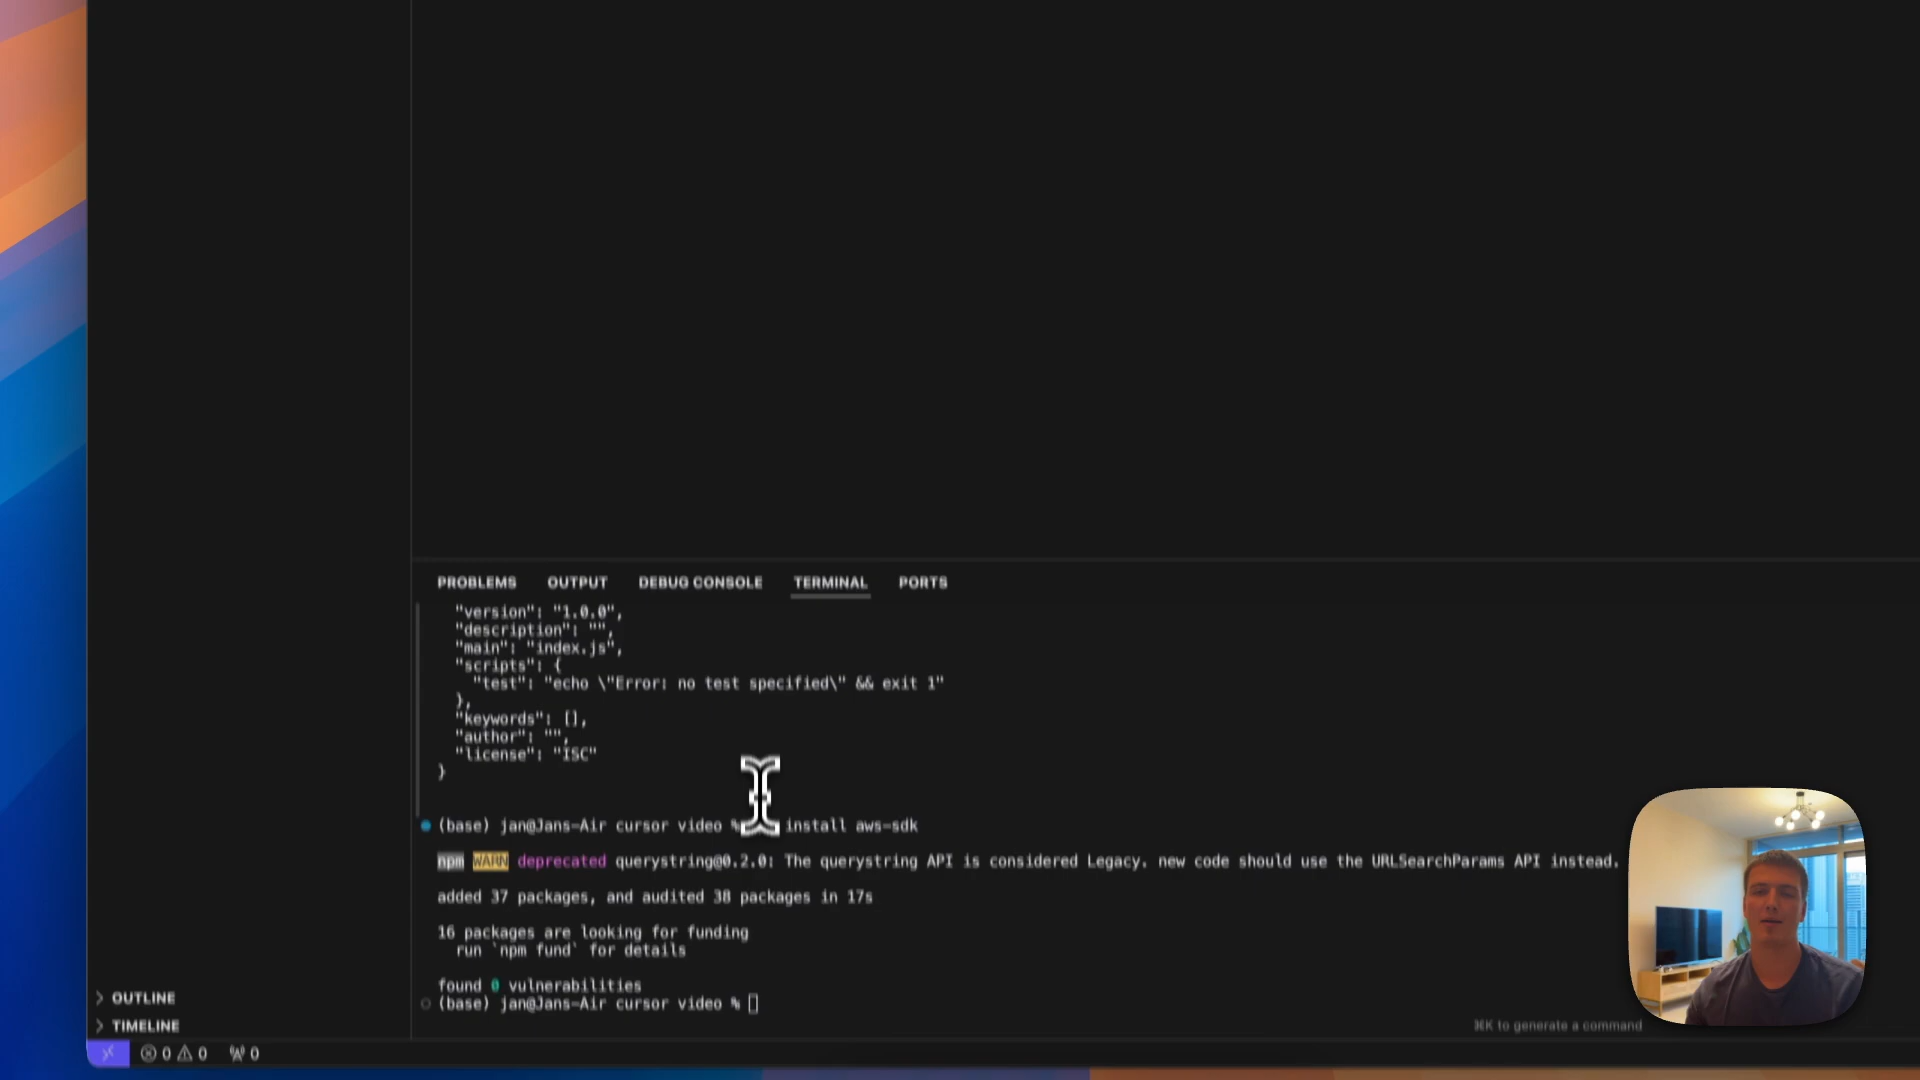 PROBLEMS OUTPUT DEBUG CONSOLE TERMINAL PORTS
"version": "1.0.0",
"description": "",
"main": "index.js",
"scripts": {
"test": "echo \"Error: no test specified\" && exit 1"
},
"keywords": [],
"author": "",
"license": "ISC"
}
(base) jan@Jans-Air cursor video % install aws-sdk
npm WARN deprecated querystring@0.2.0: The querystring API is considered Legacy. new code should use the URLSearchParams API instead.
added 37 packages, and audited 38 packages in 17s
16 packages are looking for funding
run `npm fund` for details
found 0 vulnerabilities
(base) jan@Jans-Air cursor video %
⌘K to generate a command
OUTLINE
TIMELINE
0 0 0